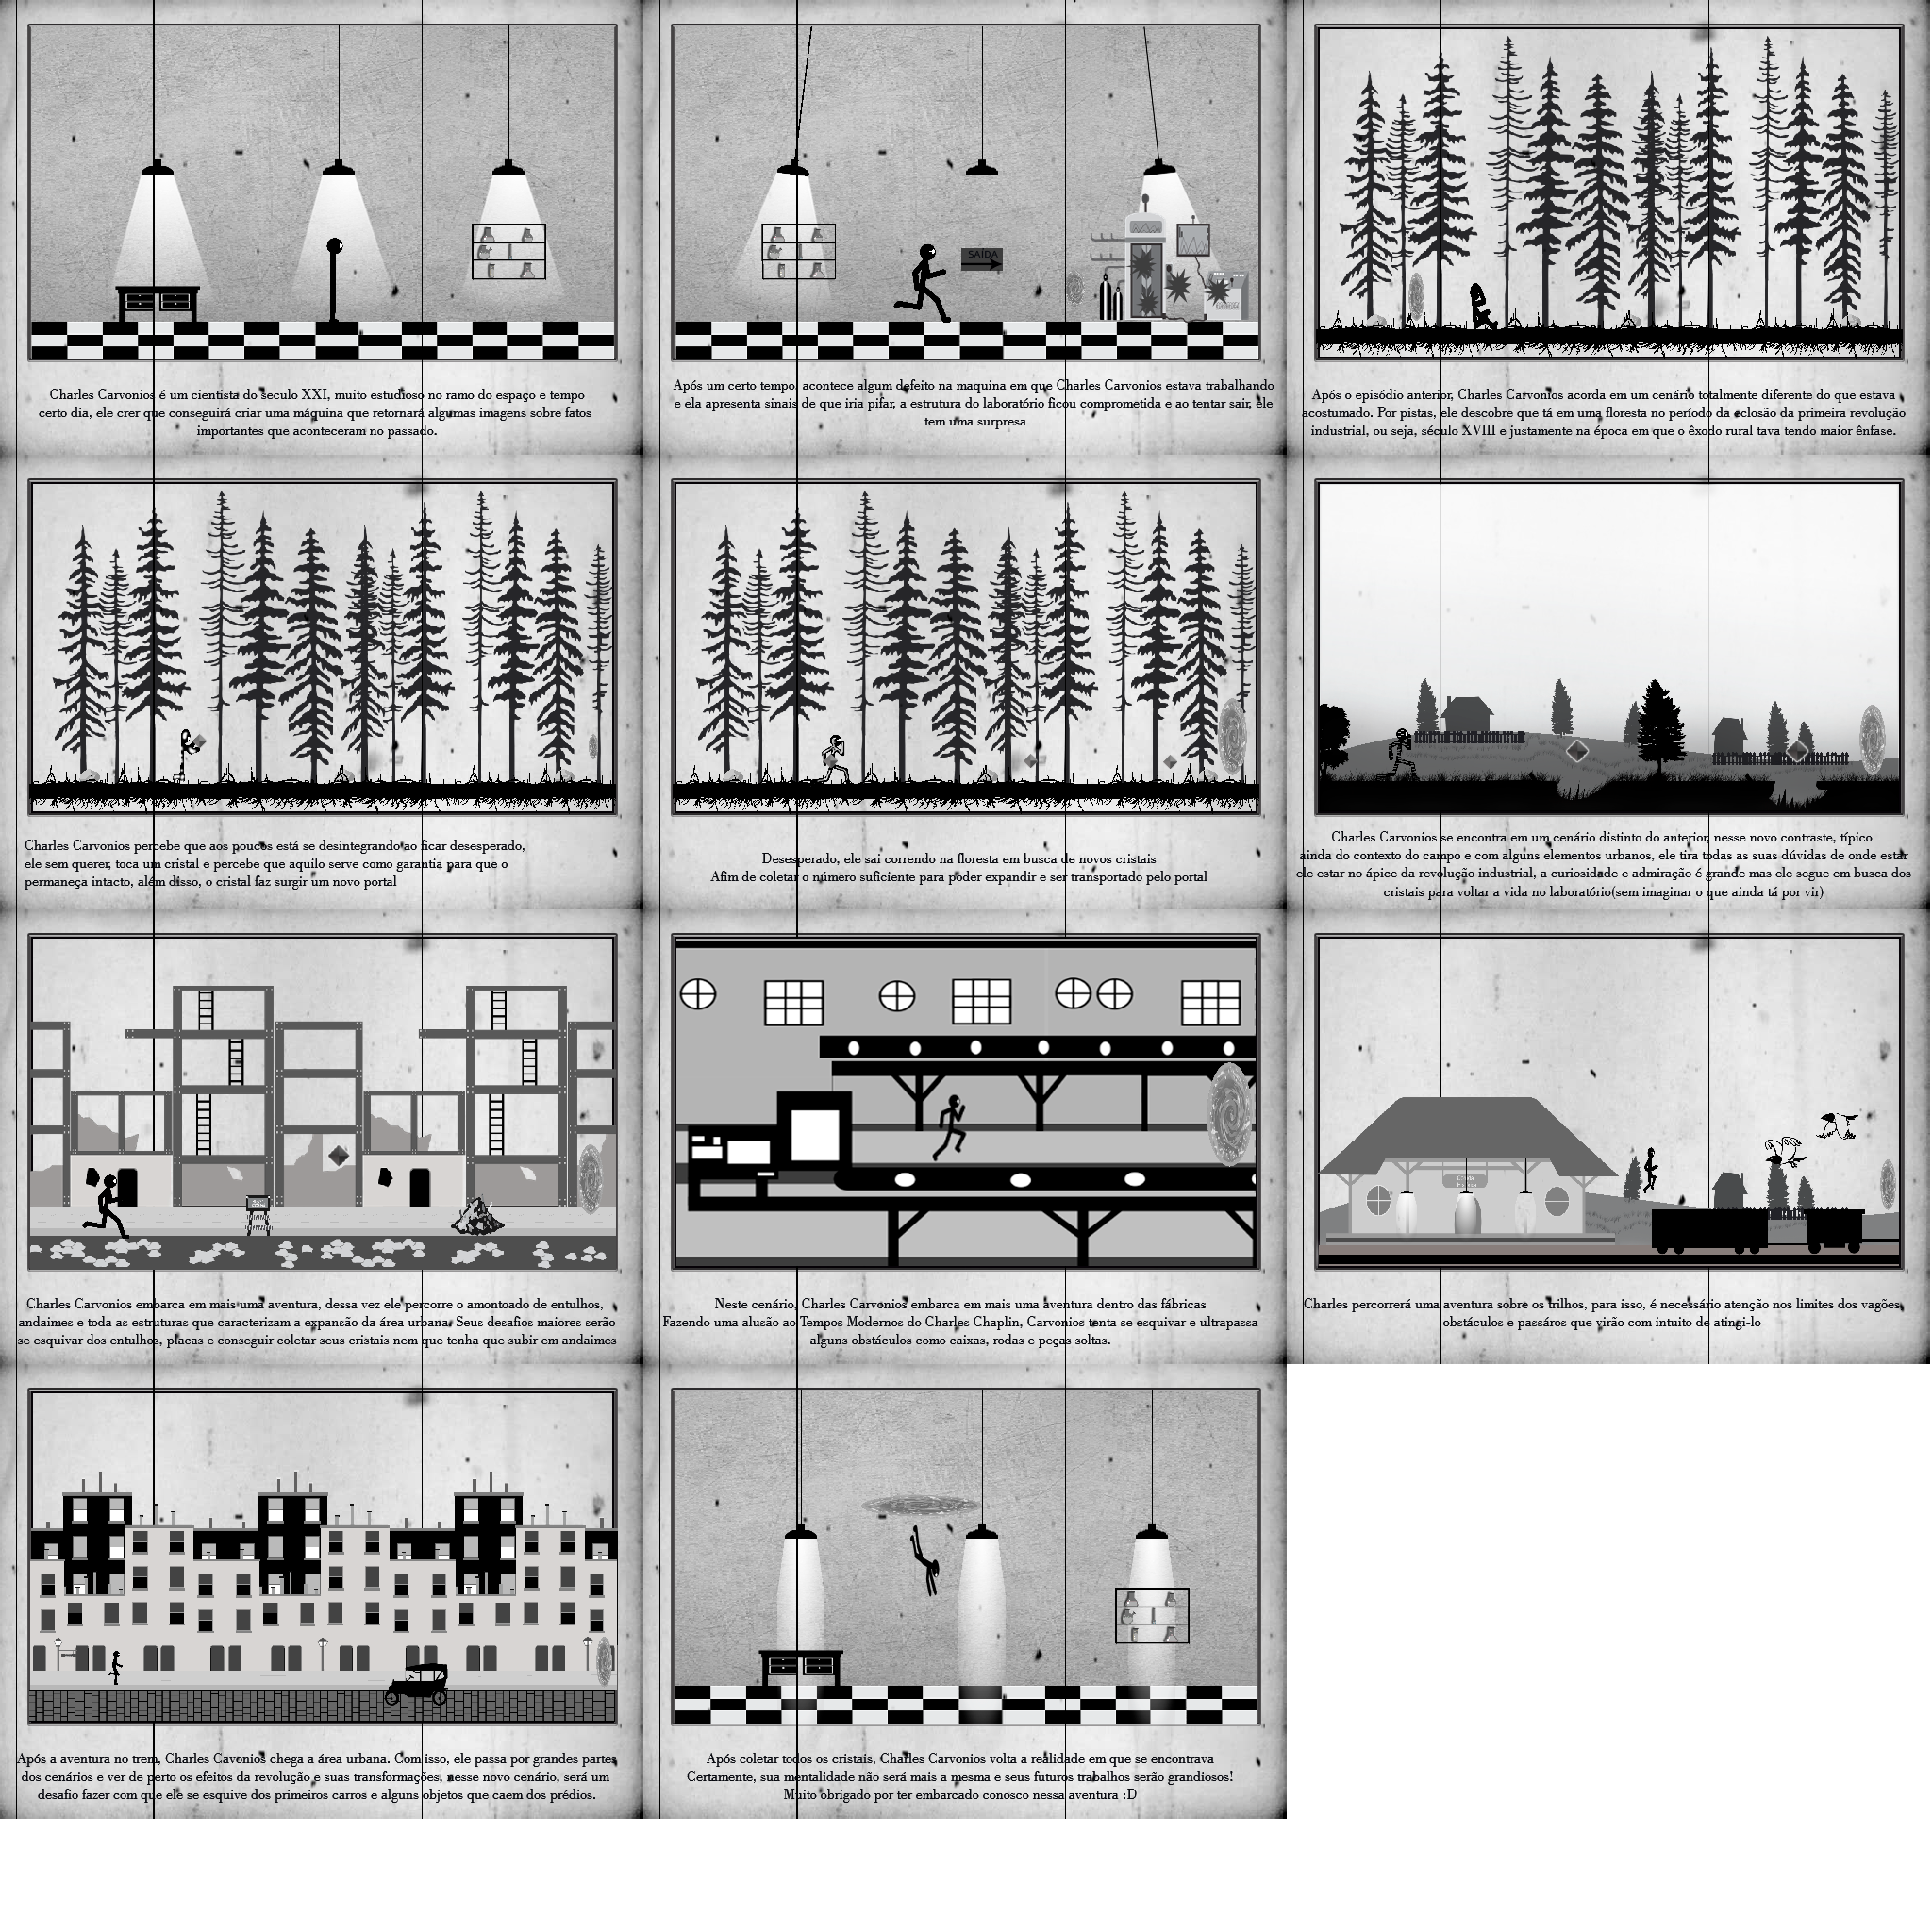 SAÍDA
Charles Carvonios é um cientista do século XXI, muito estudioso no ramo do espaço e tempo
certo dia, ele crer que conseguirá criar uma máquina que retornará algumas imagens sobre fatos
importantes que aconteceram no passado.
Após um certo tempo, acontece algum defeito na maquina em que Charles Carvonios estava trabalhando
e ela apresenta sinais de que iria pifar, a estrutura do laboratório ficou comprometida e ao tentar sair, ele
tem uma surpresa
Após o episódio anterior, Charles Carvonios acorda em um cenário totalmente diferente do que estava
acostumado. Por pistas, ele descobre que tá em uma floresta no período da eclosão da primeira revolução
industrial, ou seja, século XVIII e justamente na época em que o êxodo rural tava tendo maior ênfase.
Charles Carvonios percebe que aos poucos está se desintegrando ao ficar desesperado,
ele sem querer, toca um cristal e percebe que aquilo serve como garantia para que o
permaneça intacto, além disso, o cristal faz surgir um novo portal
Desesperado, ele sai correndo na floresta em busca de novos cristais
Afim de coletar o número suficiente para poder expandir e ser transportado pelo portal
Charles Carvonios se encontra em um cenário distinto do anterior, nesse novo contraste, típico
ainda do contexto do campo e com alguns elementos urbanos, ele tira todas as suas dúvidas de onde estar
ele estar no ápice da revolução industrial, a curiosidade e admiração é grande mas ele segue em busca dos
cristais para voltar a vida no laboratório(sem imaginar o que ainda tá por vir)
Charles Carvonios embarca em mais uma aventura, dessa vez ele percorre o amontoado de entulhos,
andaimes e toda as estruturas que caracterizam a expansão da área urbana. Seus desafios maiores serão
se esquivar dos entulhos, placas e conseguir coletar seus cristais nem que tenha que subir em andaimes
Neste cenário, Charles Carvonios embarca em mais uma aventura dentro das fábricas
Fazendo uma alusão ao Tempos Modernos do Charles Chaplin, Carvonios tenta se esquivar e ultrapassa
alguns obstáculos como caixas, rodas e peças soltas.
Charles percorrerá uma aventura sobre os trilhos, para isso, é necessário atenção nos limites dos vagões,
obstáculos e passáros que virão com intuito de atingi-lo
Após a aventura no trem, Charles Cavonios chega a área urbana. Com isso, ele passa por grandes partes
dos cenários e ver de perto os efeitos da revolução e suas transformações, nesse novo cenário, será um
desafio fazer com que ele se esquive dos primeiros carros e alguns objetos que caem dos prédios.
Após coletar todos os cristais, Charles Carvonios volta a realidade em que se encontrava
Certamente, sua mentalidade não será mais a mesma e seus futuros trabalhos serão grandiosos!
Muito obrigado por ter embarcado conosco nessa aventura :D